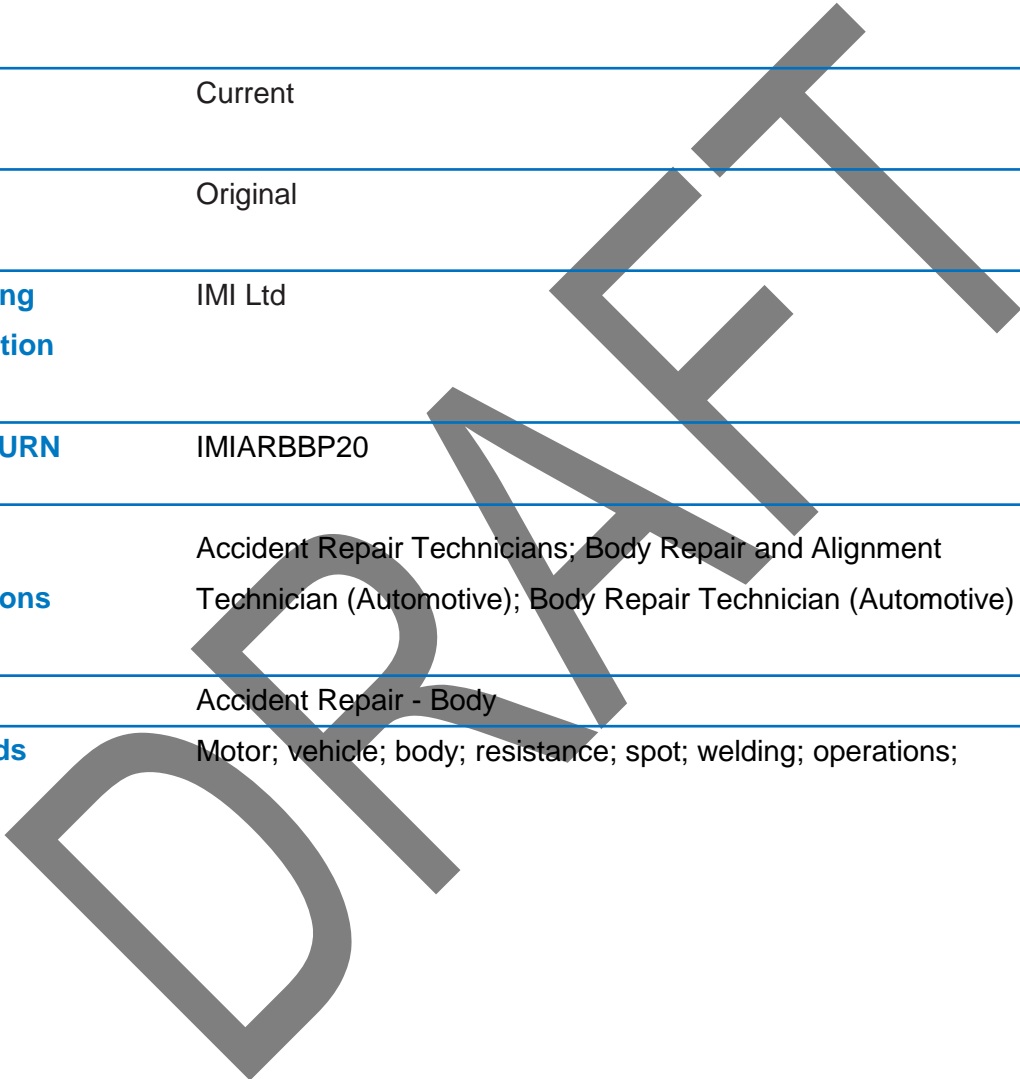 Current
Original
ng IMI Ltd
tion
URN IMIARBBP20
Accident Repair Technicians; Body Repair and Alignment
ons Technician (Automotive); Body Repair Technician (Automotive)
Accident Repair - Body
ds Motor; vehicle; body; resistance; spot; welding; operations;
DRAFT